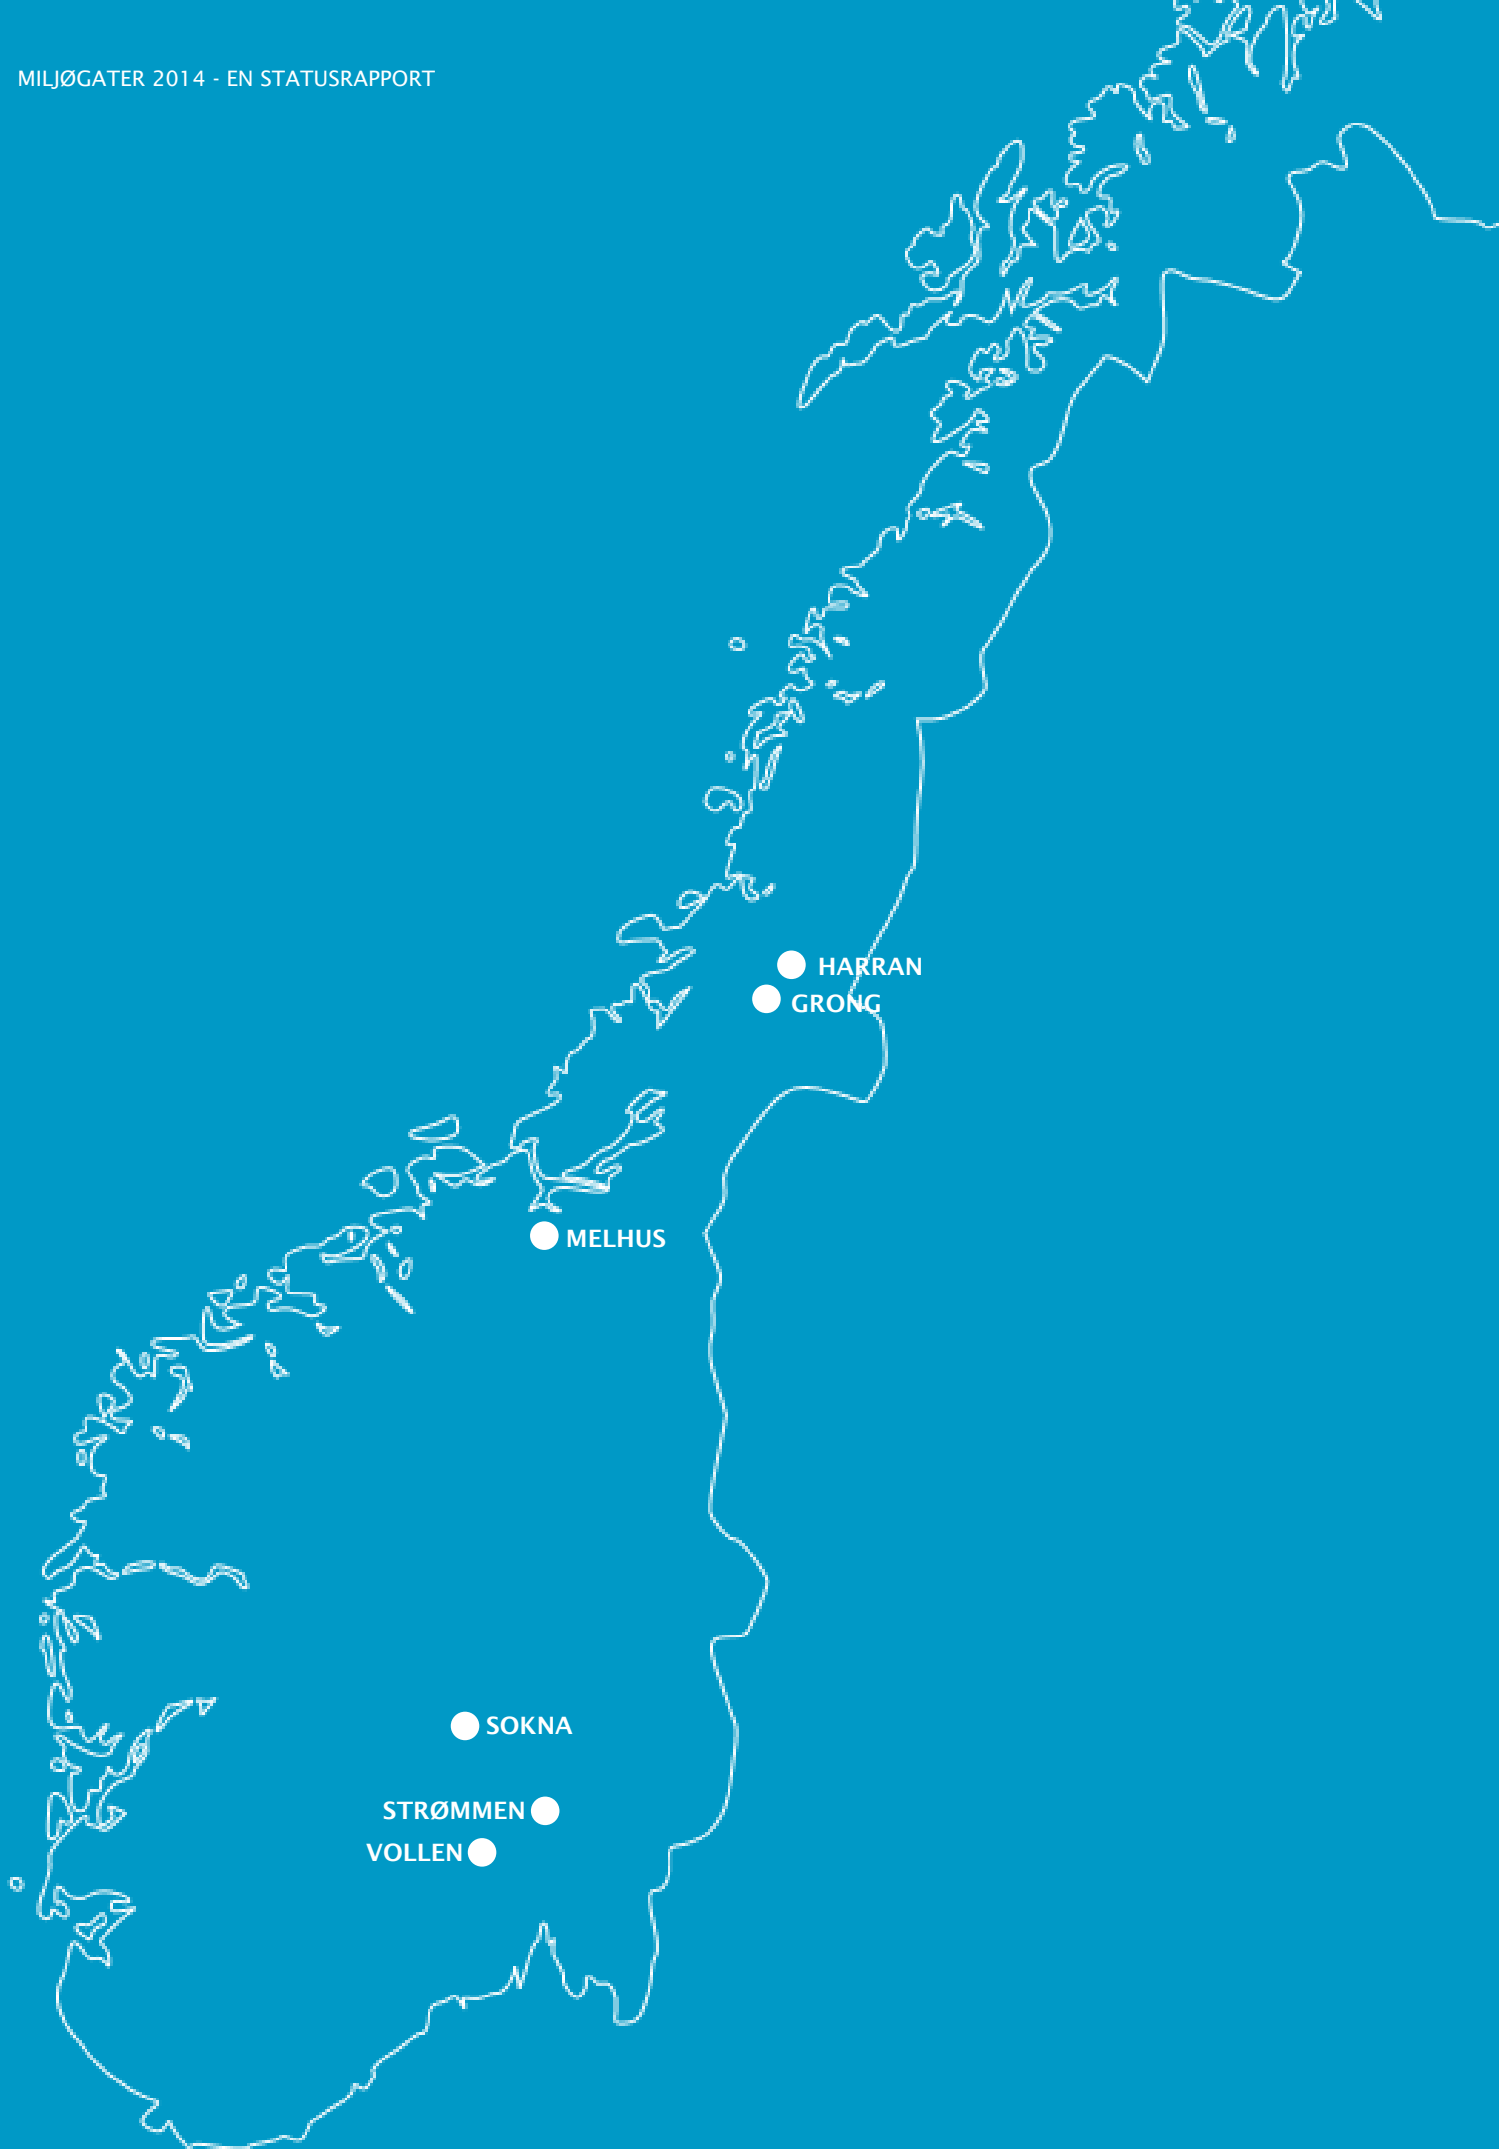 MILJØGATER 2014 - EN STATUSRAPPORT
HARRAN
GRONG
MELHUS
SOKNA
STRØMMEN
VOLLEN